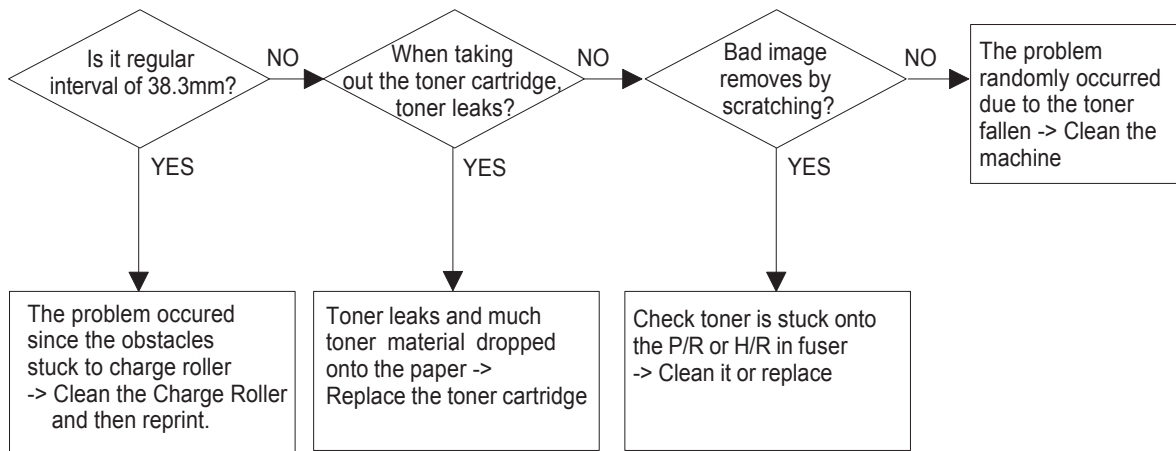 Is it regular
interval of 38.3mm?
NO
YES
When taking
out the toner cartridge,
toner leaks?
NO
YES
Bad image
removes by
scratching?
NO
YES
The problem
randomly occurred
due to the toner
fallen -> Clean the
machine
The problem occured
since the obstacles
stuck to charge roller
-> Clean the Charge Roller
and then reprint.
Toner leaks and much
toner material dropped
onto the paper ->
Replace the toner cartridge
Check toner is stuck onto
the P/R or H/R in fuser
-> Clean it or replace